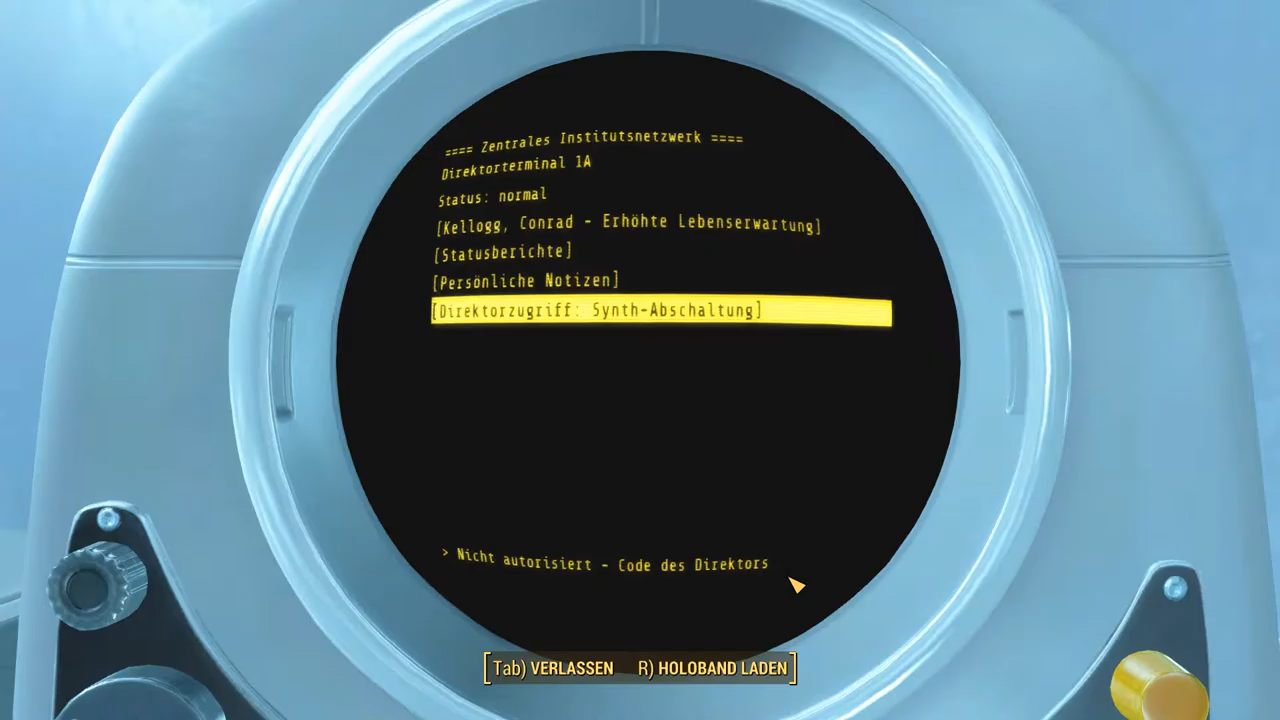 ==== Zentrales Institutsnetzwerk ====
Direktorterminal 1A
Status: normal
[Kellogg, Conrad - Erhöhte Lebenserwartung]
[Statusberichte]
[Persönliche Notizen]
[Direktorzugriff: Synth-Abschaltung]
> Nicht autorisiert - Code des Direktors
Tab) VERLASSEN R) HOLOBAND LADEN